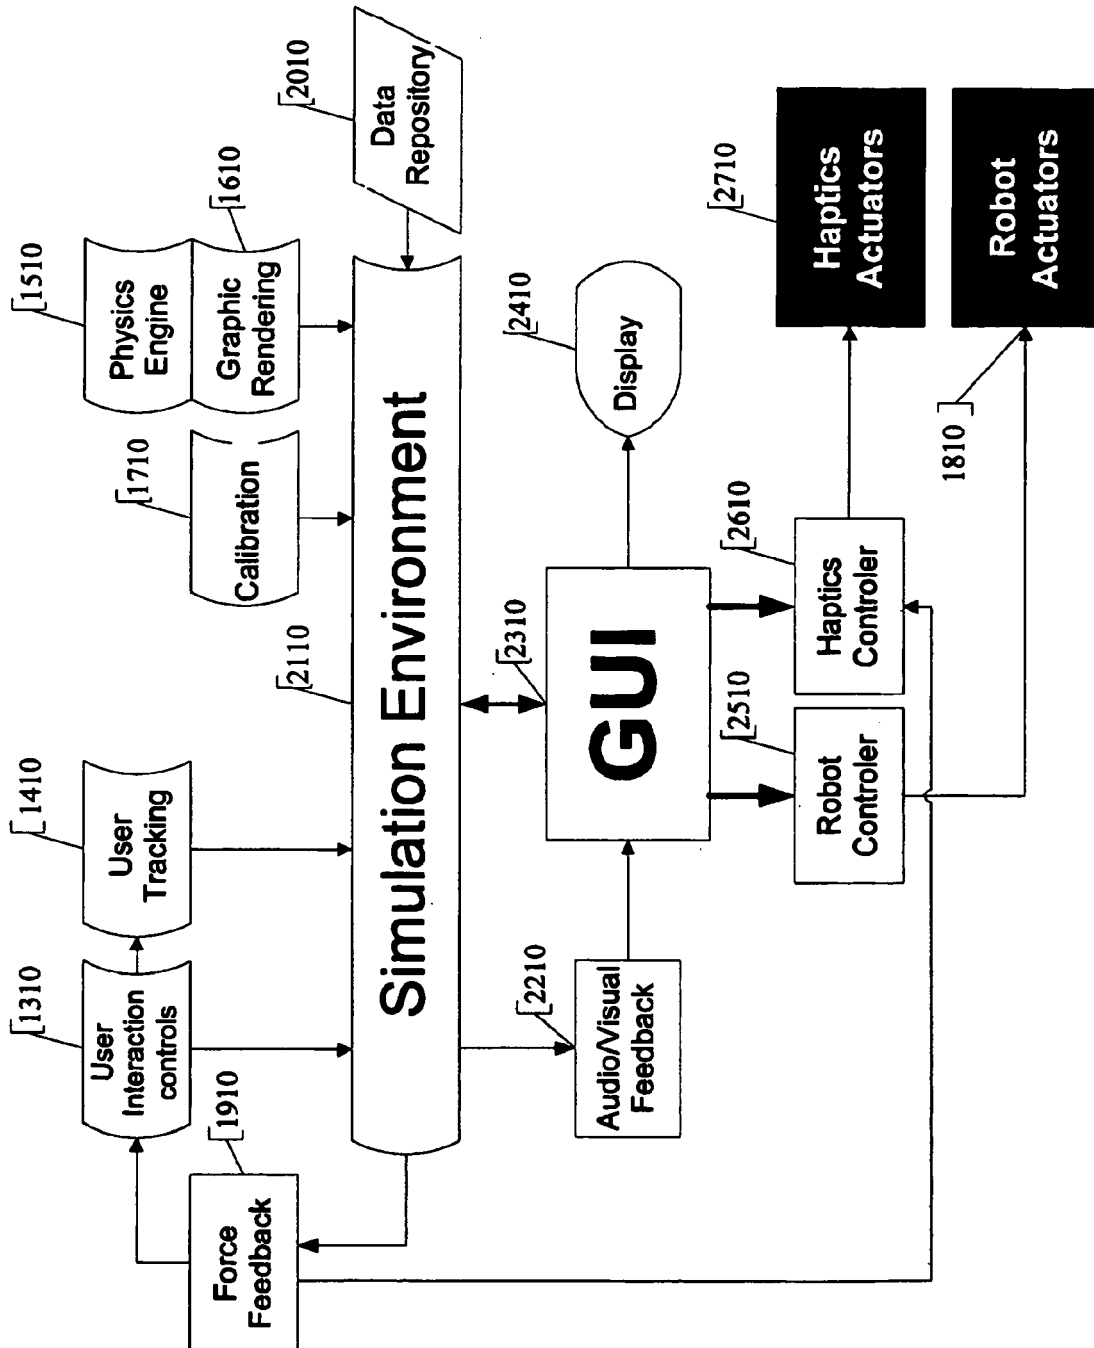 1310
1410
1510
User
Interaction
controls
User
Tracking
Physics
Engine
1910
1710
1610
Force
Feedback
Calibration
Graphic
Rendering
2110
2010
Simulation Environment
Data
Repository
2210
2310
2410
Audio/Visual
Feedback
GUI
Display
2510
2610
2710
Robot
Controler
Haptics
Controler
Haptics
Actuators
1810
Robot
Actuators